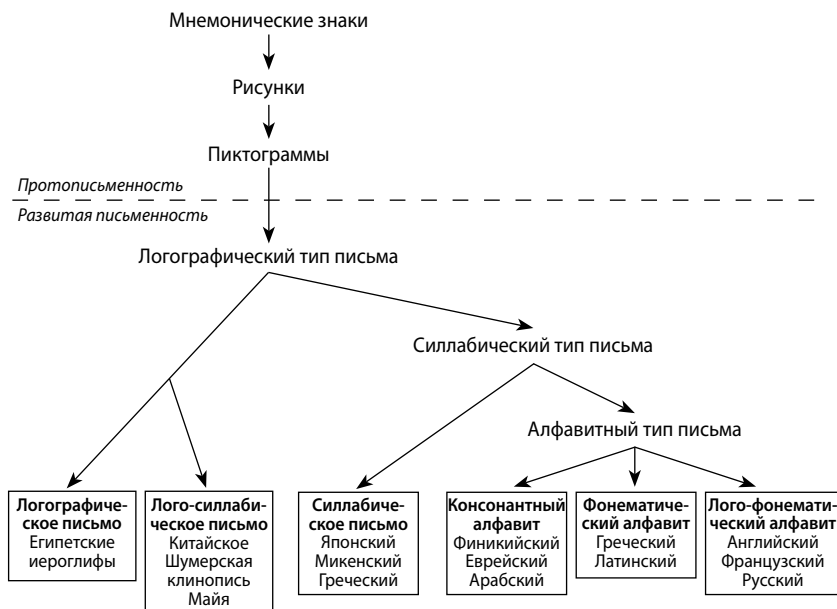 Мнемонические знаки
Рисунки
Пиктограммы
Протописьменность
Развитая письменность
Логографический тип письма
Силлабический тип письма
Алфавитный тип письма
Логографиче-
ское письмо
Египетские
иероглифы
Лого-силлаби-
ческое письмо
Китайское
Шумерская
клинопись
Майя
Силлабиче-
ское письмо
Японский
Микенский
Греческий
Консонантный
алфавит
Финикийский
Еврейский
Арабский
Фонематиче-
ский алфавит
Греческий
Латинский
Лого-фонемати-
ческий алфавит
Английский
Французский
Русский